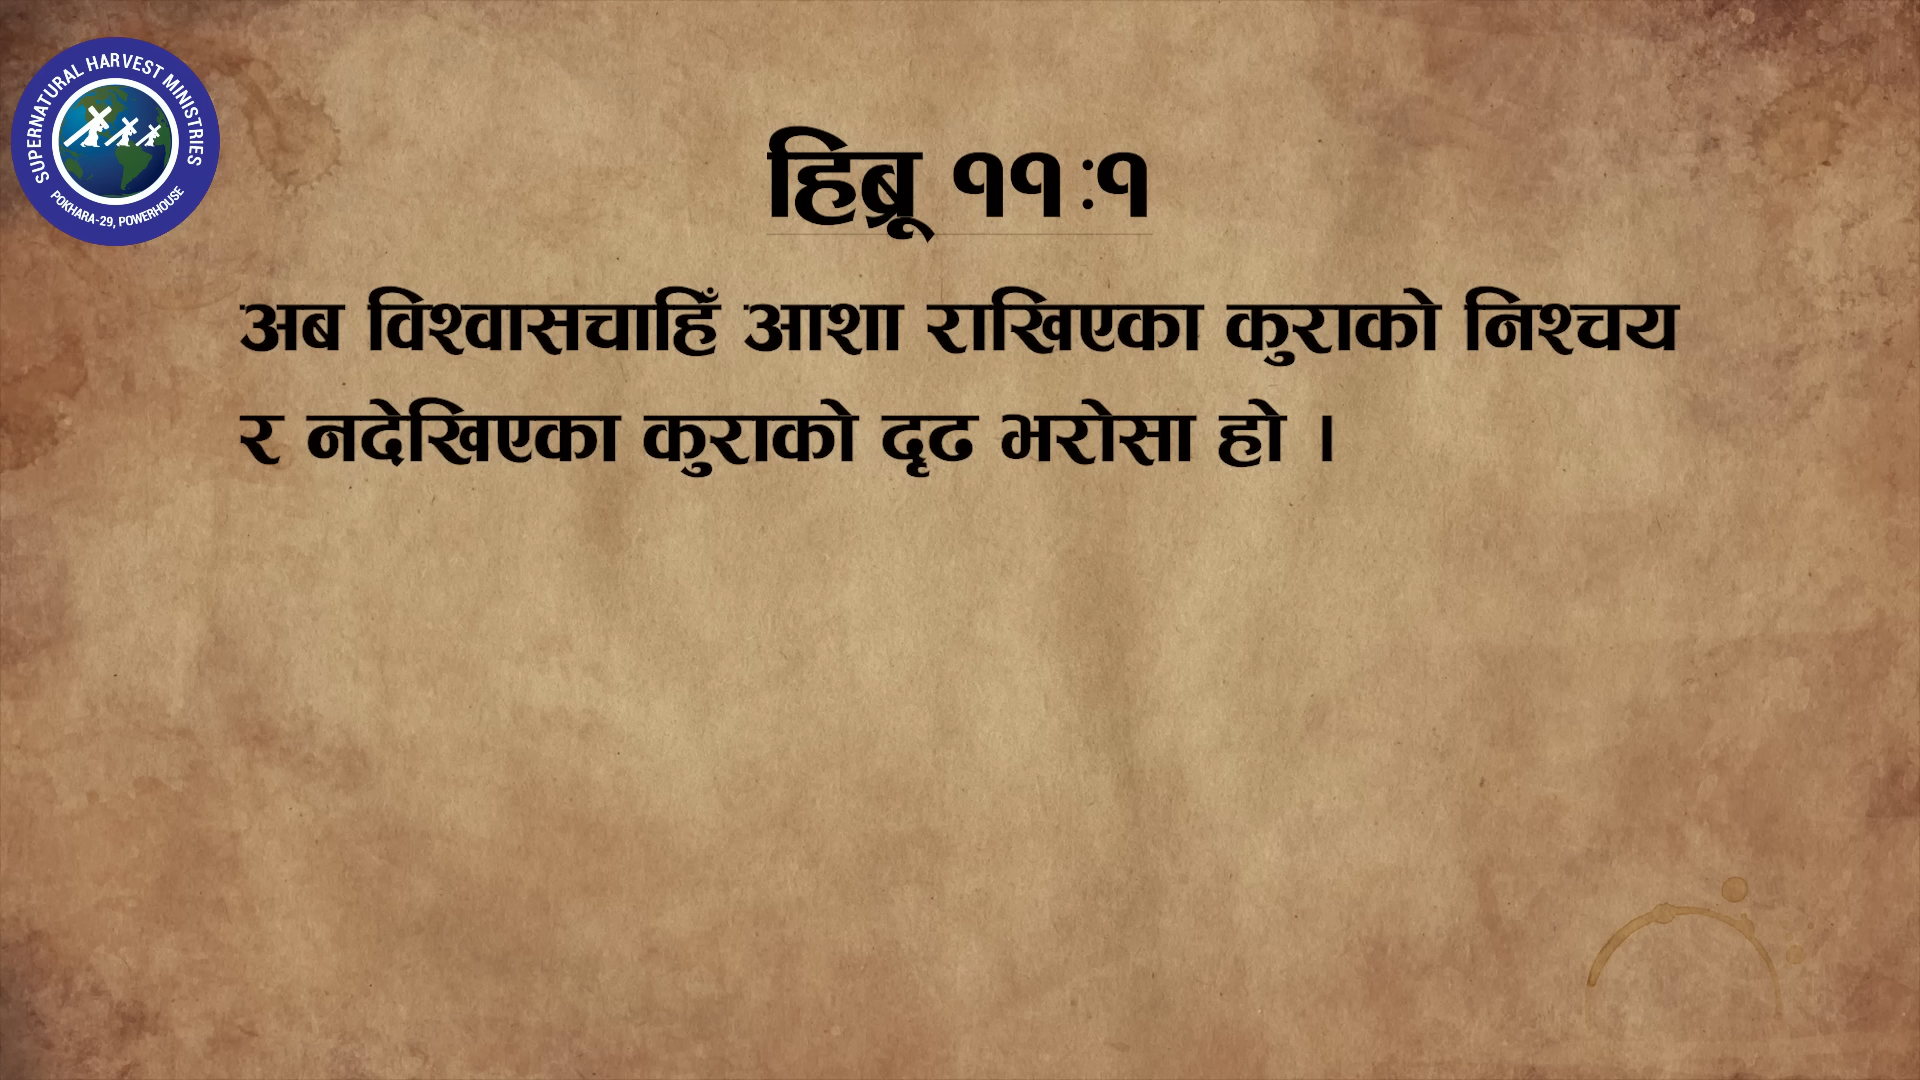 SUPERNATURAL HARVEST MINISTRIES
POKHARA-29, POWERHOUSE
हिब्रू ११:१
अब विश्वासचाहिँ आशा राखिएका कुराको निश्चय
र नदेखिएका कुराको दृढ भरोसा हो ।